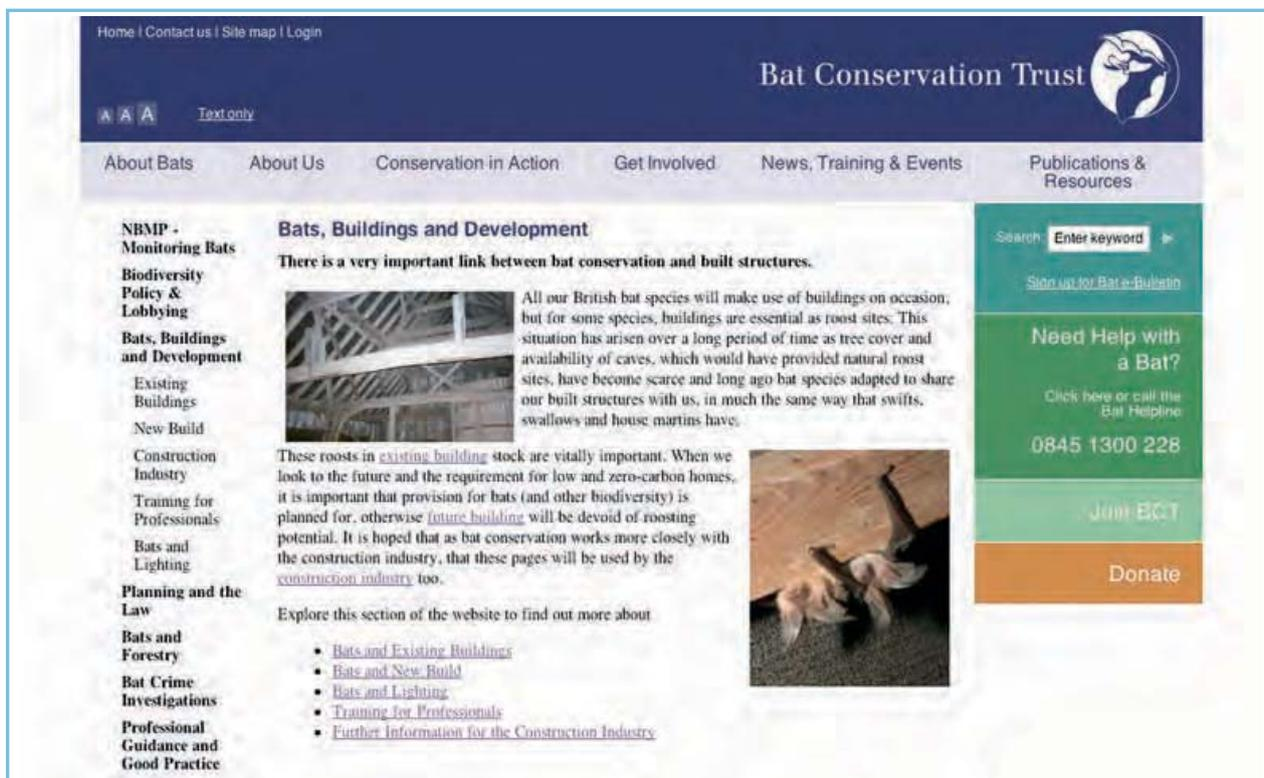 Home | Contact us | Site map | Login
Bat Conservation Trust
A A A Text only
About Bats
About Us
Conservation in Action
Get Involved
News, Training & Events
Publications &
Resources
NBMP -
Monitoring Bats
Biodiversity
Policy &
Lobbying
Bats, Buildings
and Development
Existing
Buildings
New Build
Construction
Industry
Training for
Professionals
Bats and
Lighting
Planning and the
Law
Bats and
Forestry
Bat Crime
Investigations
Professional
Guidance and
Good Practice
Bats, Buildings and Development
There is a very important link between bat conservation and built structures.
All our British bat species will make use of buildings on occasion,
but for some species, buildings are essential as roost sites. This
situation has arisen over a long period of time as tree cover and
availability of caves, which would have provided natural roost
sites, have become scarce and long ago bat species adapted to share
our built structures with us, in much the same way that swifts,
swallows and house martins have.
These roosts in existing building stock are vitally important. When we
look to the future and the requirement for low and zero-carbon homes,
it is important that provision for bats (and other biodiversity) is
planned for, otherwise future building will be devoid of roosting
potential. It is hoped that as bat conservation works more closely with
the construction industry, that these pages will be used by the
construction industry too.
Explore this section of the website to find out more about
• Bats and Existing Buildings
• Bats and New Build
• Bats and Lighting
• Training for Professionals
• Further Information for the Construction Industry
Search: Enter keyword
Sign up for Bat e-Bulletin
Need Help with
a Bat?
Click here or call the
Bat Helpline
0845 1300 228
Join BCT
Donate